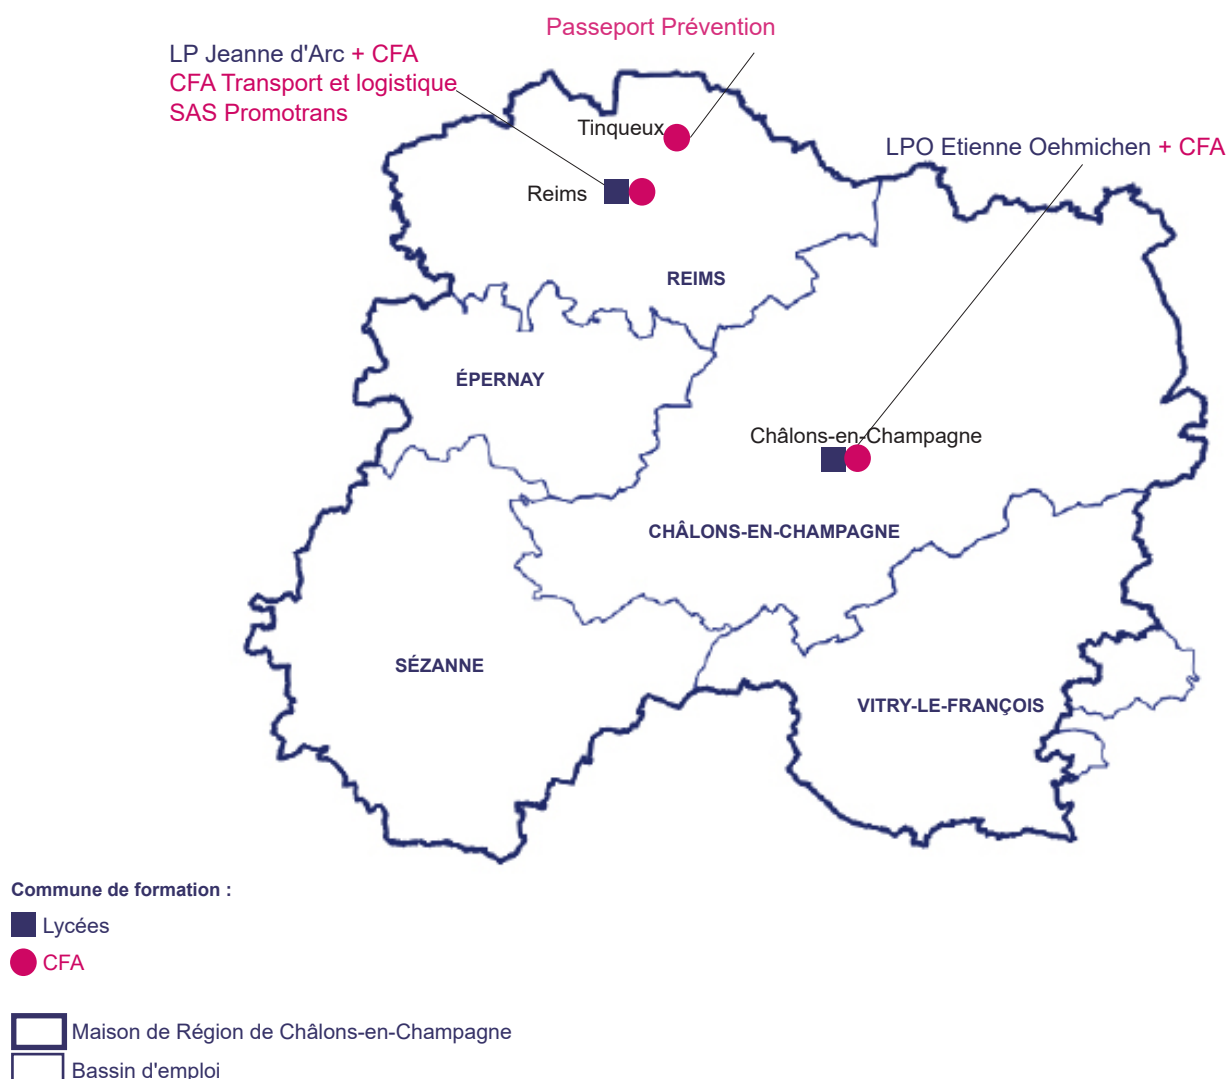 Passeport Prévention
LP Jeanne d'Arc + CFA
CFA Transport et logistique
SAS Promotrans
Tinqueux
LPO Etienne Oehmichen + CFA
Reims
REIMS
ÉPERNAY
Châlons-en-Champagne
CHÂLONS-EN-CHAMPAGNE
SÉZANNE
VITRY-LE-FRANÇOIS
Commune de formation :
Lycées
CFA
Maison de Région de Châlons-en-Champagne
Bassin d'emploi